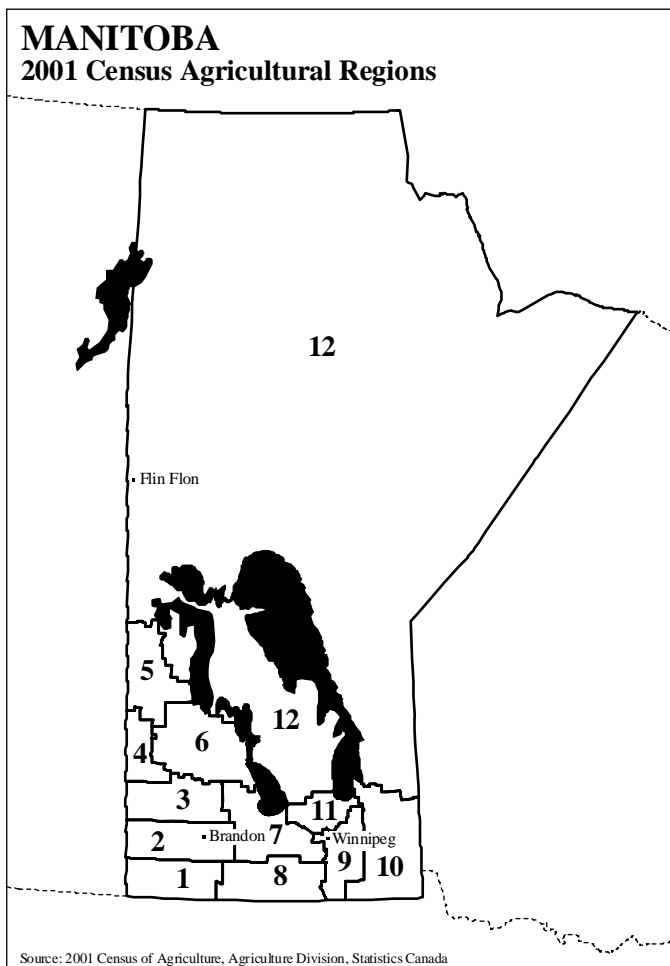 MANITOBA
2001 Census Agricultural Regions
12
Flin Flon
5
12
6
4
3
11
2
Brandon
7
Winnipeg
9
10
1
8
Source: 2001 Census of Agriculture, Agriculture Division, Statistics Canada